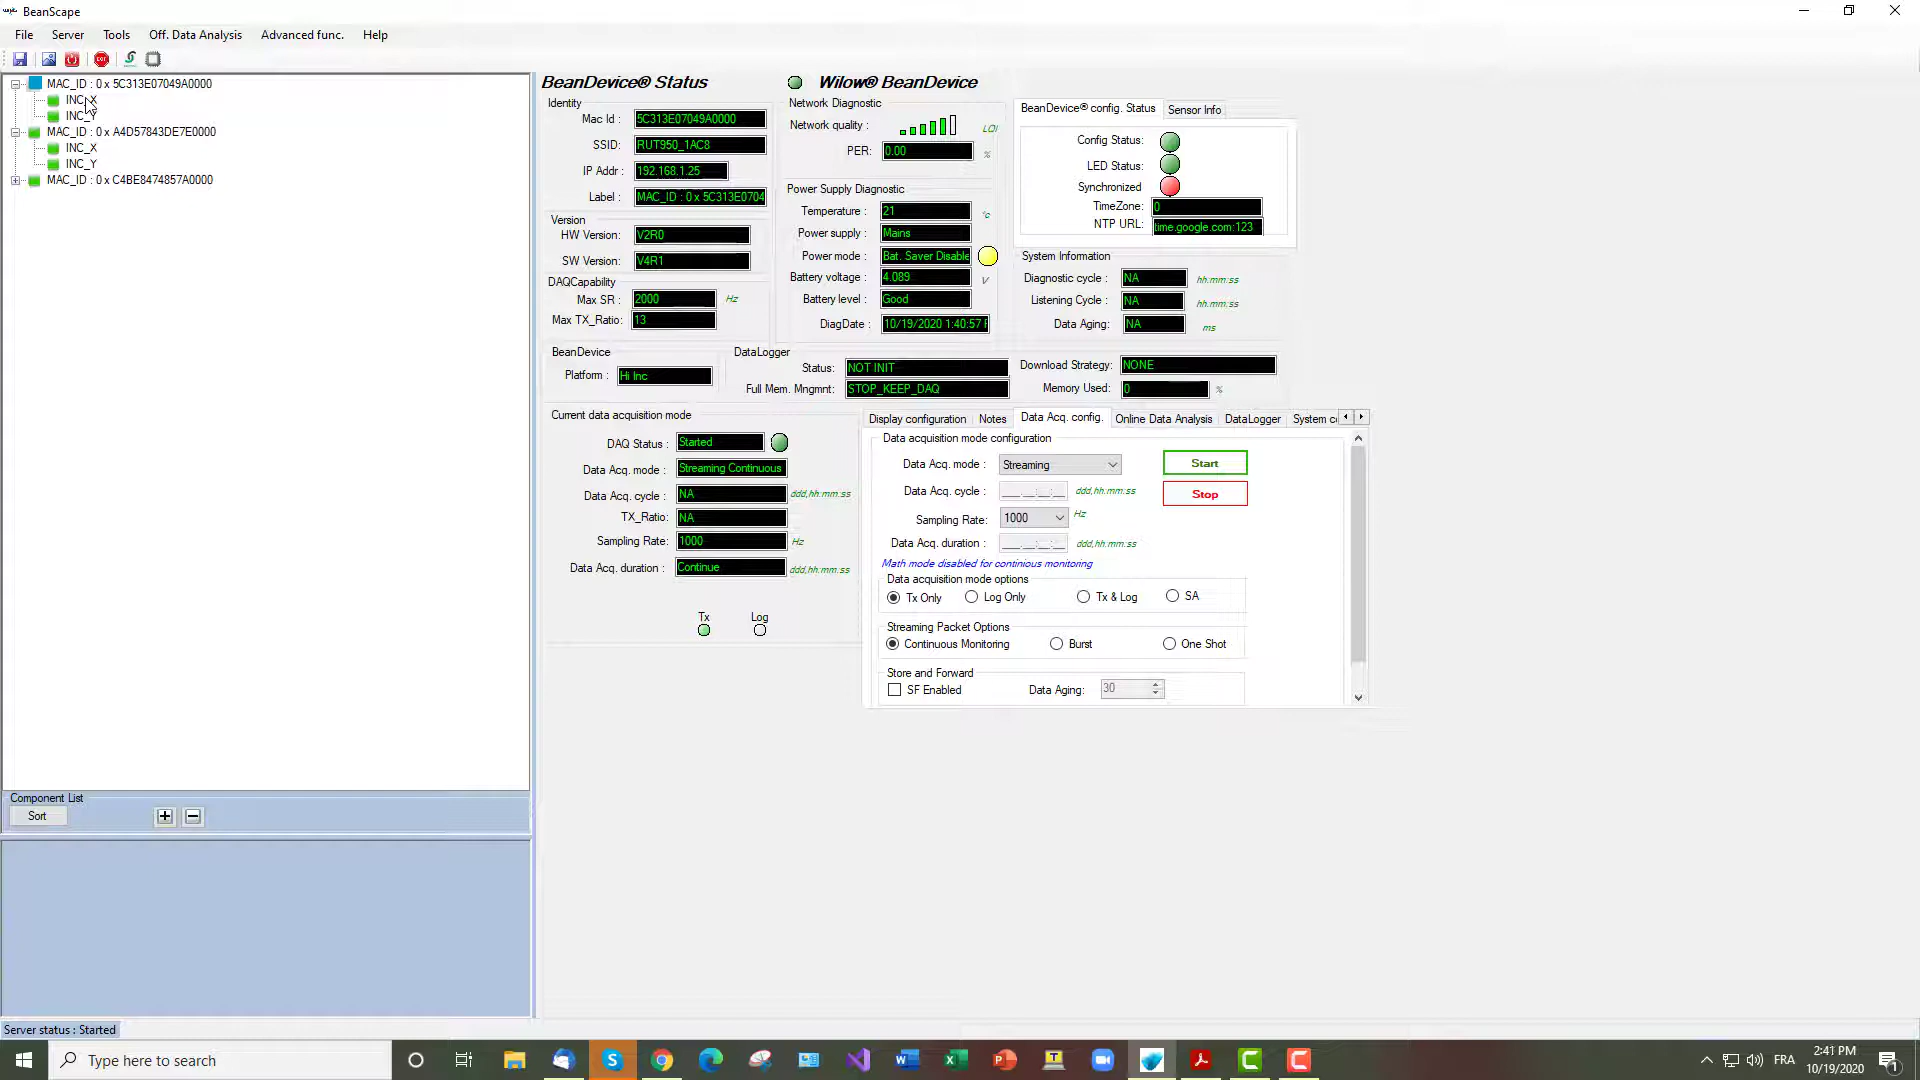 BeanScape
File Server Tools Off. Data Analysis Advanced func. Help
MAC_ID : 0 x 5C313E07049A0000
INC_X
INC_Y
MAC_ID : 0 x A4D57843DE7E0000
INC_X
INC_Y
MAC_ID : 0 x C4BE8474857A0000
Component List
Sort
Server status : Started
BeanDevice® Status
Wilow® BeanDevice
Identity
Mac Id : 5C313E07049A0000
SSID: RUT950_1AC8
IP Addr : 192.168.1.25
Label : MAC_ID : 0 x 5C313E0704
Version
HW Version: V2R0
SW Version: V4R1
DAQCapability
Max SR : 2000 Hz
Max TX_Ratio: 13
Network Diagnostic
Network quality : LQI
PER: 0.00 %
Power Supply Diagnostic
Temperature : 21 °c
Power supply : Mains
Power mode : Bat. Saver Disable
Battery voltage : 4.089 V
Battery level : Good
DiagDate : 10/19/2020 1:40:57
BeanDevice® config. Status Sensor Info
Config Status:
LED Status:
Synchronized
TimeZone: 0
NTP URL: time.google.com:123
System Information
Diagnostic cycle : NA hh:mm:ss
Listening Cycle : NA hh:mm:ss
Data Aging: NA ms
BeanDevice
Platform : Hi Inc
DataLogger
Status: NOT INIT
Full Mem. Mngmnt: STOP_KEEP_DAQ
Download Strategy: NONE
Memory Used: 0 %
Current data acquisition mode
DAQ Status : Started
Data Acq. mode : Streaming Continuous
Data Acq. cycle : NA ddd,hh:mm:ss
TX_Ratio: NA
Sampling Rate: 1000 Hz
Data Acq. duration : Continue ddd,hh:mm:ss
Tx Log
Display configuration Notes Data Acq. config. Online Data Analysis DataLogger System c
Data acquisition mode configuration
Data Acq. mode : Streaming Start
Data Acq. cycle : ___:__:__:__ ddd,hh:mm:ss Stop
Sampling Rate: 1000 Hz
Data Acq. duration : ___:__:__:__ ddd,hh:mm:ss
Math mode disabled for continious monitoring
Data acquisition mode options
Tx Only Log Only Tx & Log SA
Streaming Packet Options
Continuous Monitoring Burst One Shot
Store and Forward
SF Enabled Data Aging: 30
Type here to search
FRA
2:41 PM
10/19/2020
1